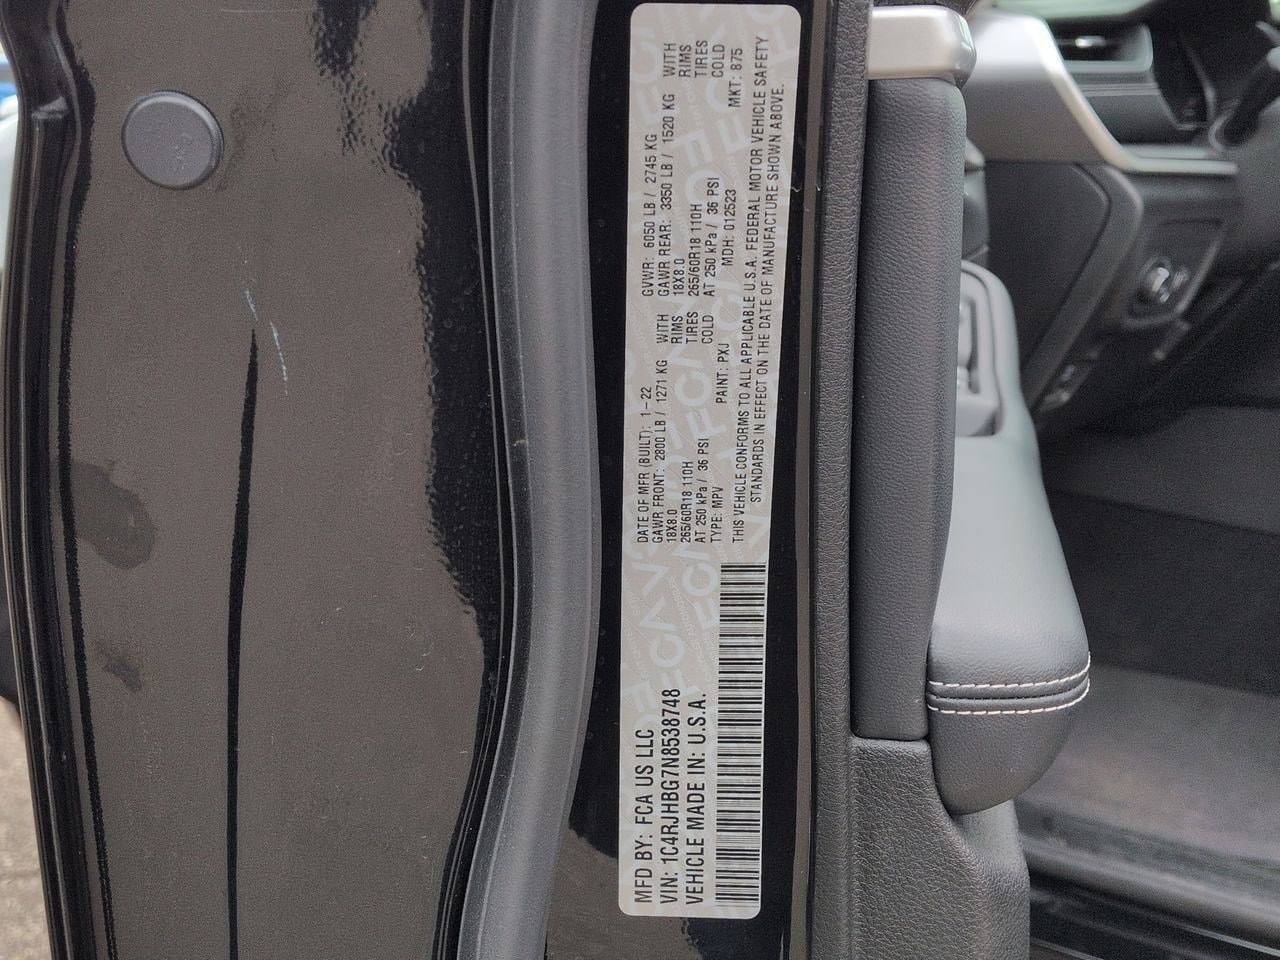 MFD BY: FCA US LLC
VIN: 1C4RJHBG7N8538748
VEHICLE MADE IN: U.S.A.
DATE OF MFR (BUILT): 1-22 GVWR: 6050 LB / 2745 KG
GAWR FRONT: 2800 LB / 1271 KG WITH GAWR REAR: 3350 LB / 1520 KG WITH
18X8.0 RIMS 18X8.0 RIMS
265/60R18 110H TIRES 265/60R18 110H TIRES
AT 250 kPa / 36 PSI COLD AT 250 kPa / 36 PSI COLD
TYPE: MPV PAINT: PXJ MDH: 012523 MKT: 875
THIS VEHICLE CONFORMS TO ALL APPLICABLE U.S.A. FEDERAL MOTOR VEHICLE SAFETY
STANDARDS IN EFFECT ON THE DATE OF MANUFACTURE SHOWN ABOVE.